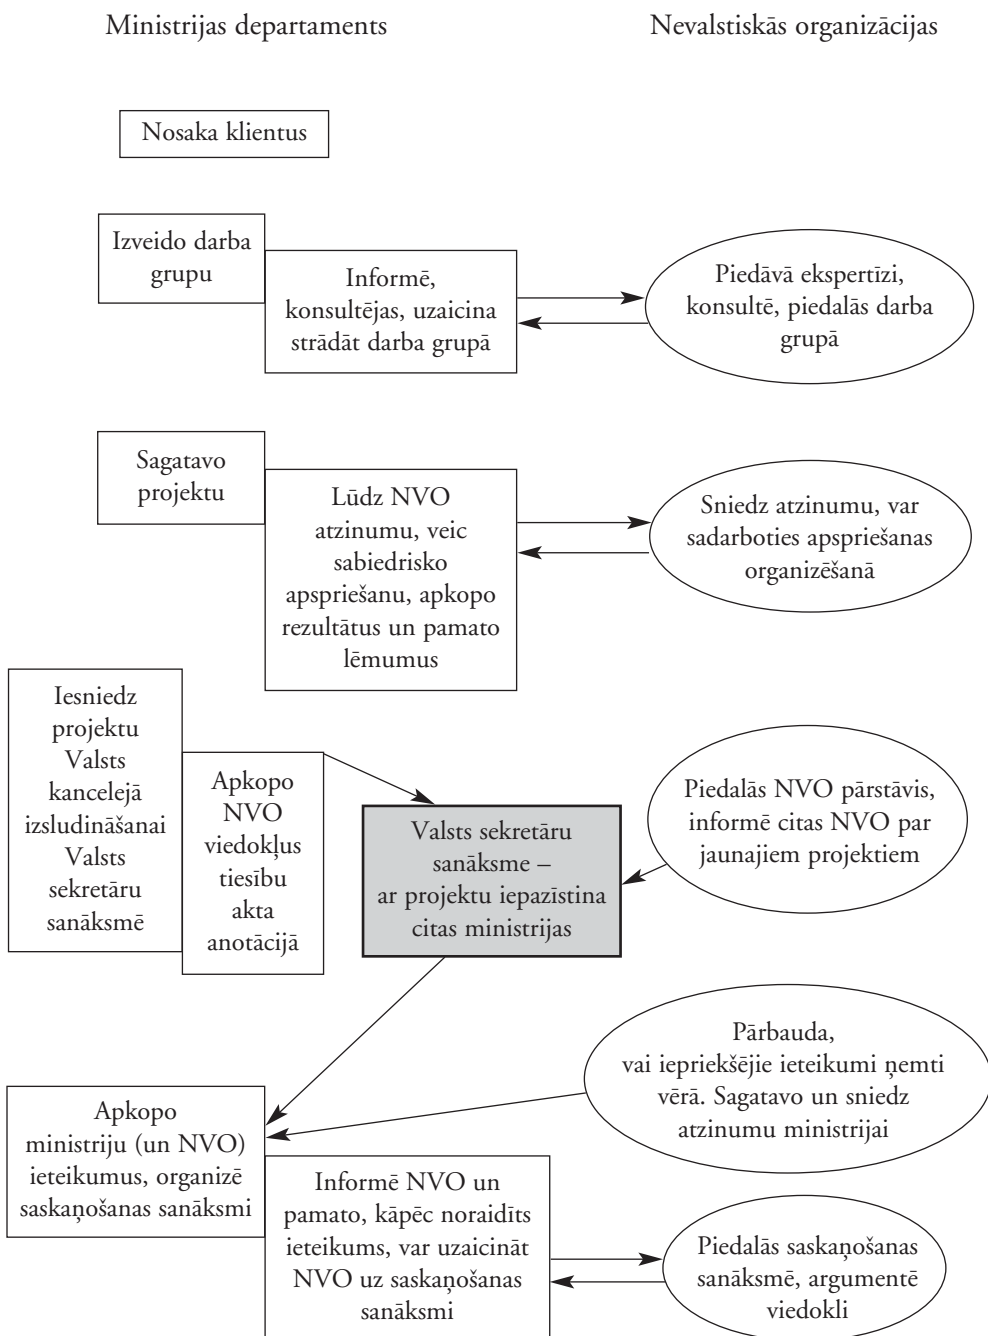 Ministrijas departaments
Nevalstiskās organizācijas
Nosaka klientus
Izveido darba
grupu
Informē,
konsultējas, uzaicina
strādāt darba grupā
Piedāvā ekspertīzi,
konsultē, piedalās darba
grupā
Sagatavo
projektu
Lūdz NVO
atzinumu, veic
sabiedrisko
apspriešanu, apkopo
rezultātus un pamato
lēmumus
Sniedz atzinumu, var
sadarboties apspriešanas
organizēšanā
Iesniedz
projektu
Valsts
kancelejā
izsludināšanai
Valsts
sekretāru
sanāksmē
Apkopo
NVO
viedokļus
tiesību
akta
anotācijā
Valsts sekretāru
sanāksme –
ar projektu iepazīstina
citas ministrijas
Piedalās NVO pārstāvis,
informē citas NVO par
jaunajiem projektiem
Pārbauda,
vai iepriekšējie ieteikumi ņemti
vērā. Sagatavo un sniedz
atzinumu ministrijai
Apkopo
ministriju (un NVO)
ieteikumus, organizē
saskaņošanas sanāksmi
Informē NVO un
pamato, kāpēc noraidīts
ieteikums, var uzaicināt
NVO uz saskaņošanas
sanāksmi
Piedalās saskaņošanas
sanāksmē, argumentē
viedokli